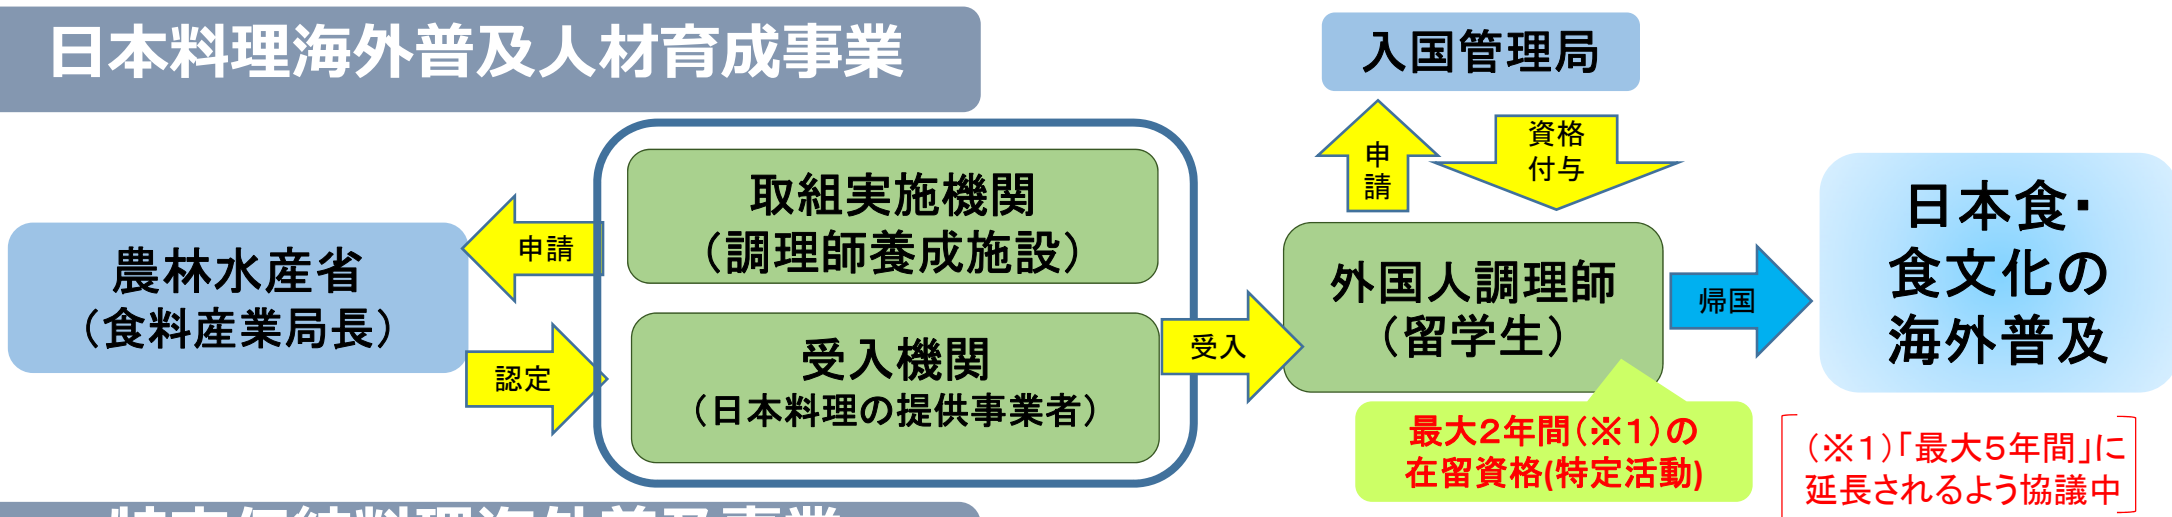 日本料理海外普及人材育成事業
入国管理局
申請
資格
付与
取組実施機関
（調理師養成施設）
申請
農林水産省
（食料産業局長）
認定
受入機関
（日本料理の提供事業者）
受入
外国人調理師
（留学生）
帰国
日本食・
食文化の
海外普及
最大２年間（※１）の
在留資格(特定活動)
（※１）「最大５年間」に
延長されるよう協議中